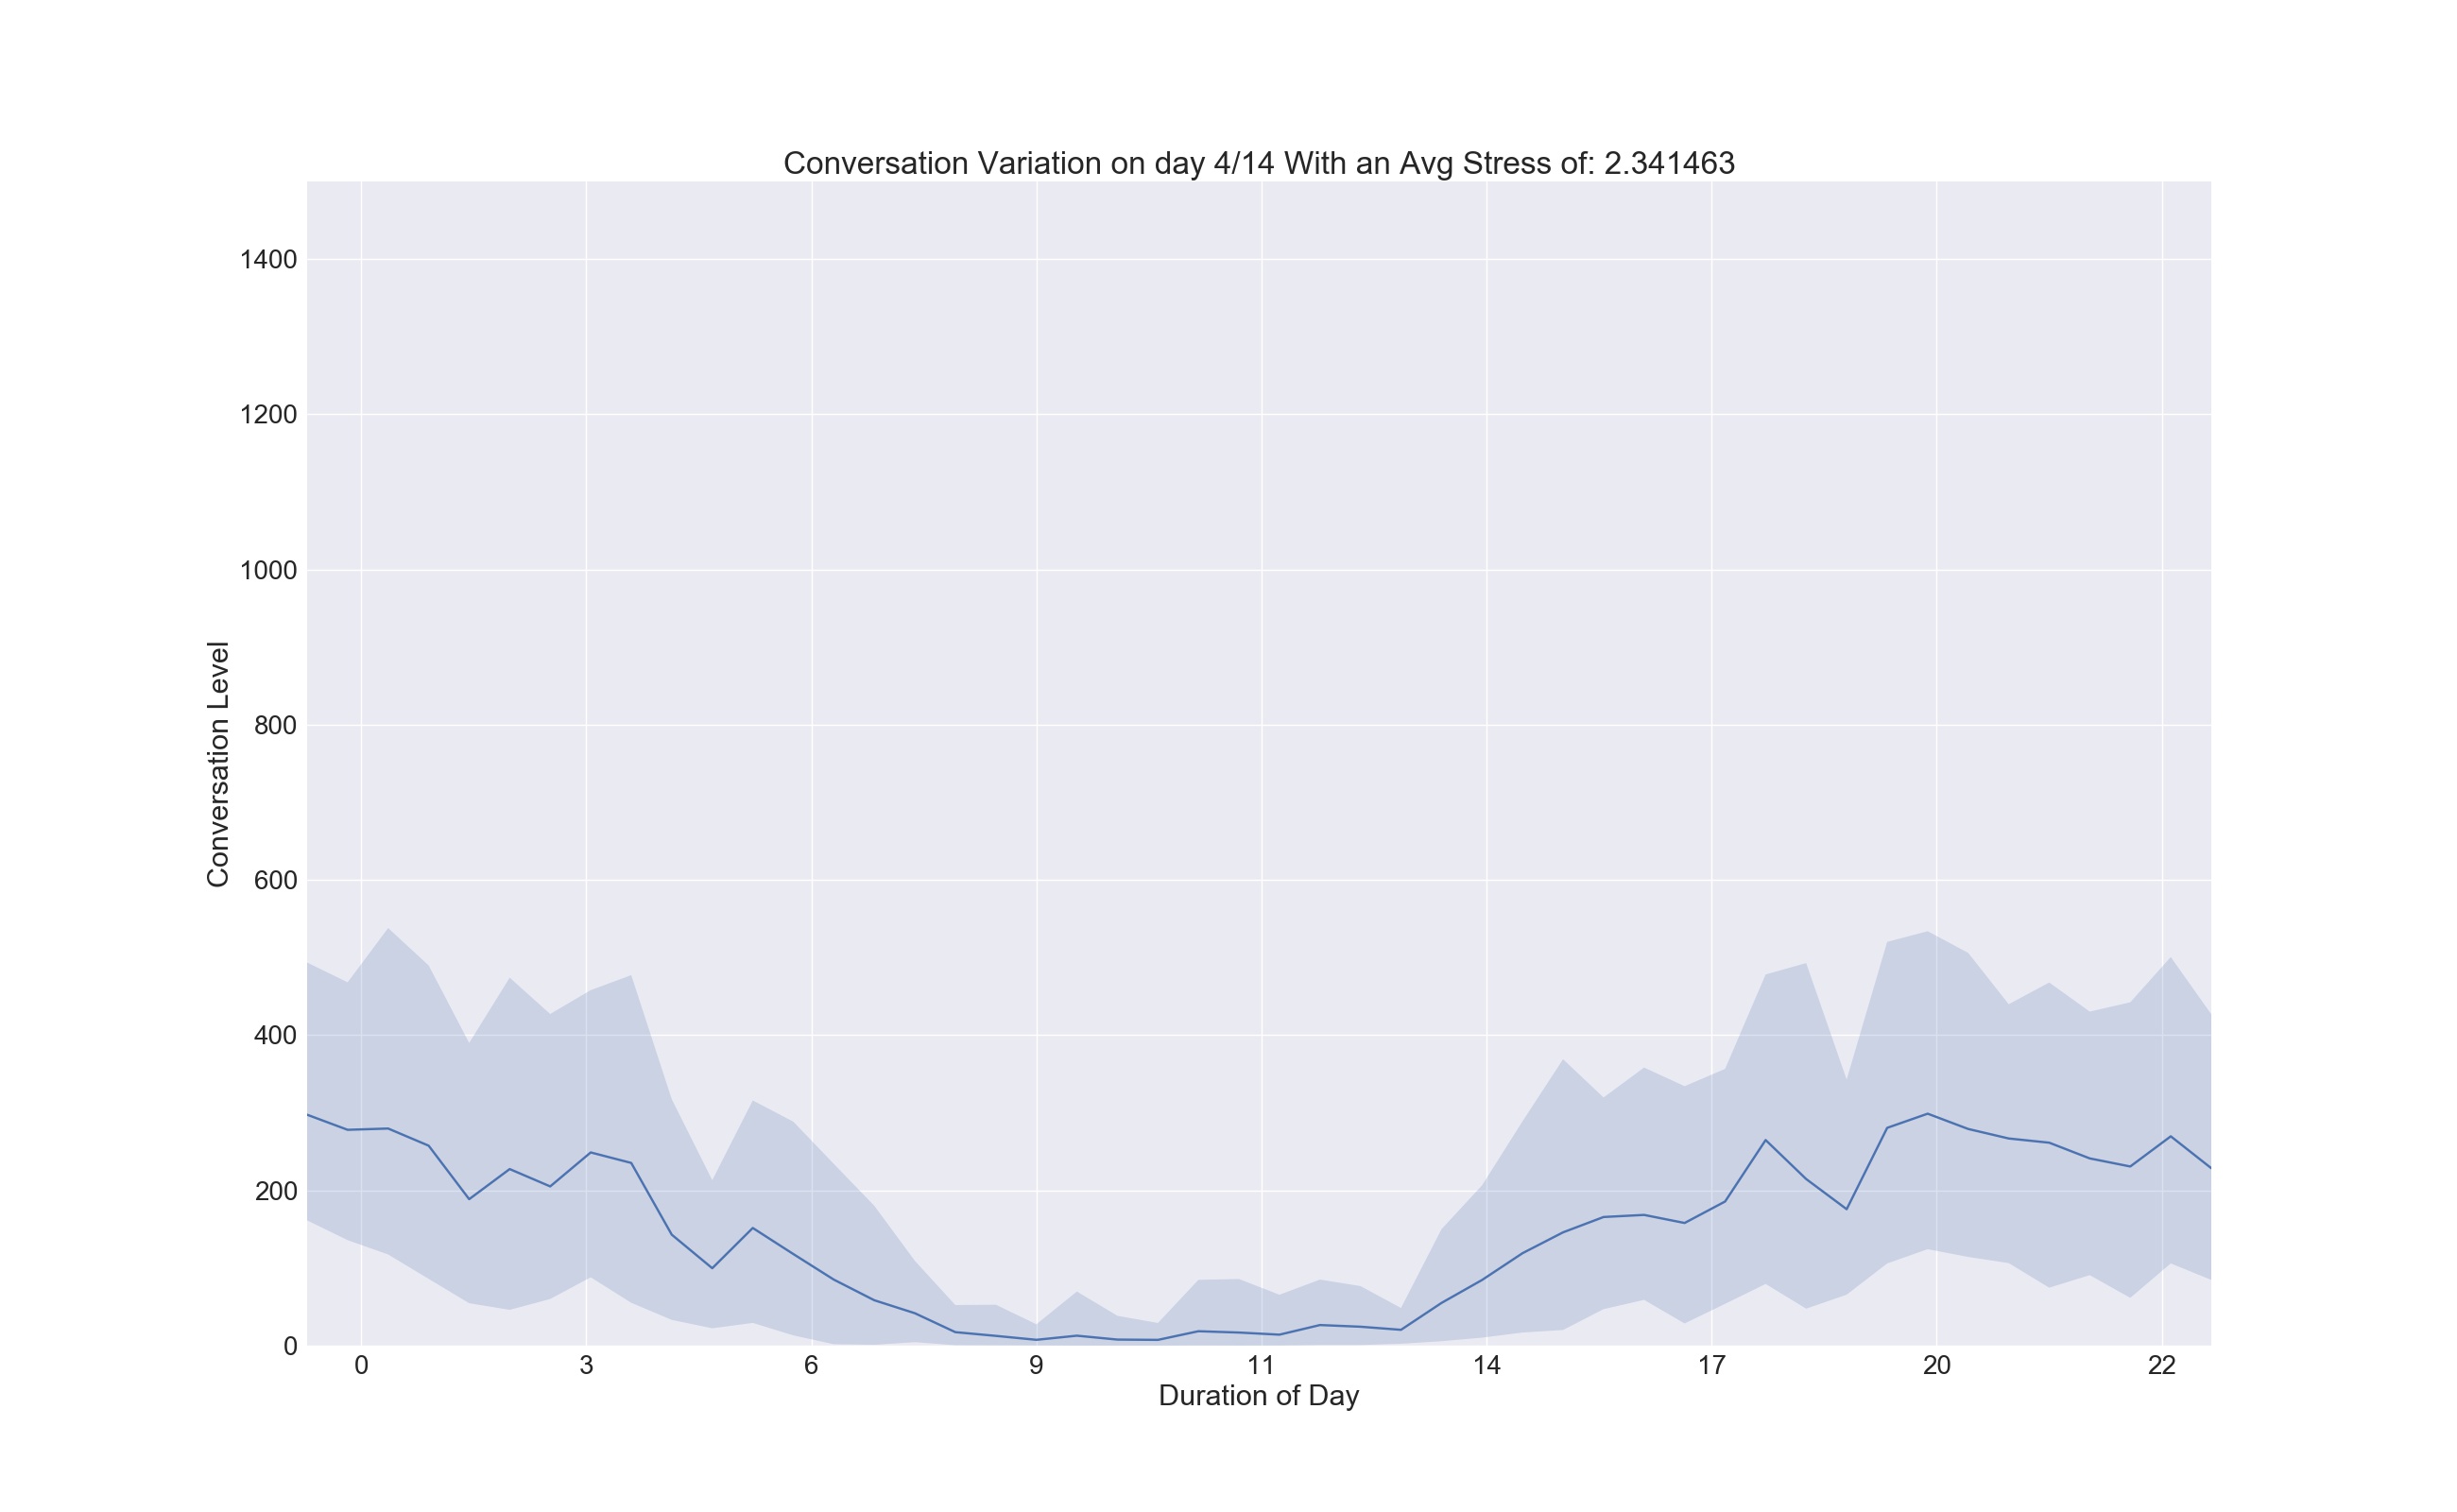 Conversation Variation on day 4/14 With an Avg Stress of: 2.341463
1400
1200
1000
800
600
400
200
0
Conversation Level
0 3 6 9 11 14 17 20 22
Duration of Day